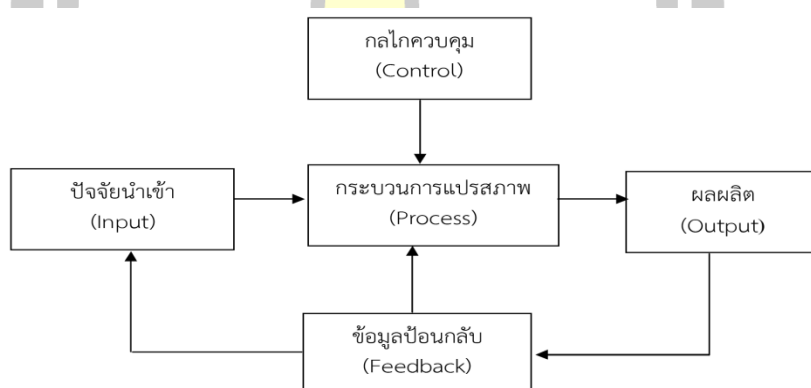 กลไกควบคุม
(Control)
ปัจจัยนำเข้า
(Input)
กระบวนการแปรสภาพ
(Process)
ผลผลิต
(Output)
ข้อมูลป้อนกลับ
(Feedback)